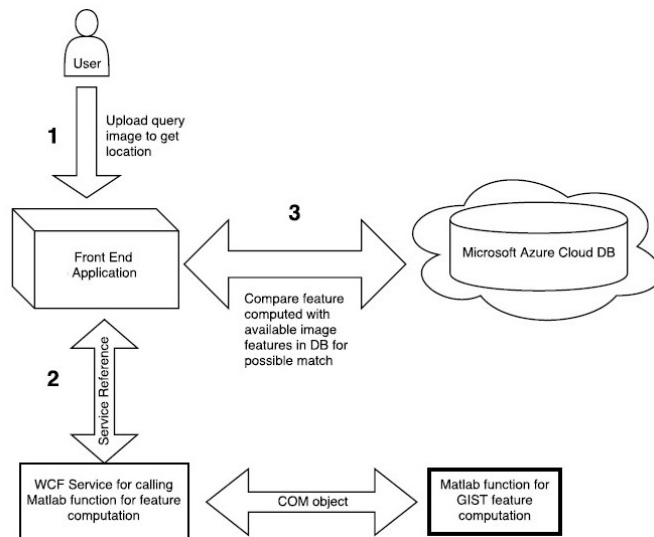 User
1
Upload query
image to get
location
3
Front End
Application
Microsoft Azure Cloud DB
Compare feature
computed with
available image
features in DB for
possible match
2
Service Reference
WCF Service for calling
Matlab function for feature
computation
COM object
Matlab function for
GIST feature
computation